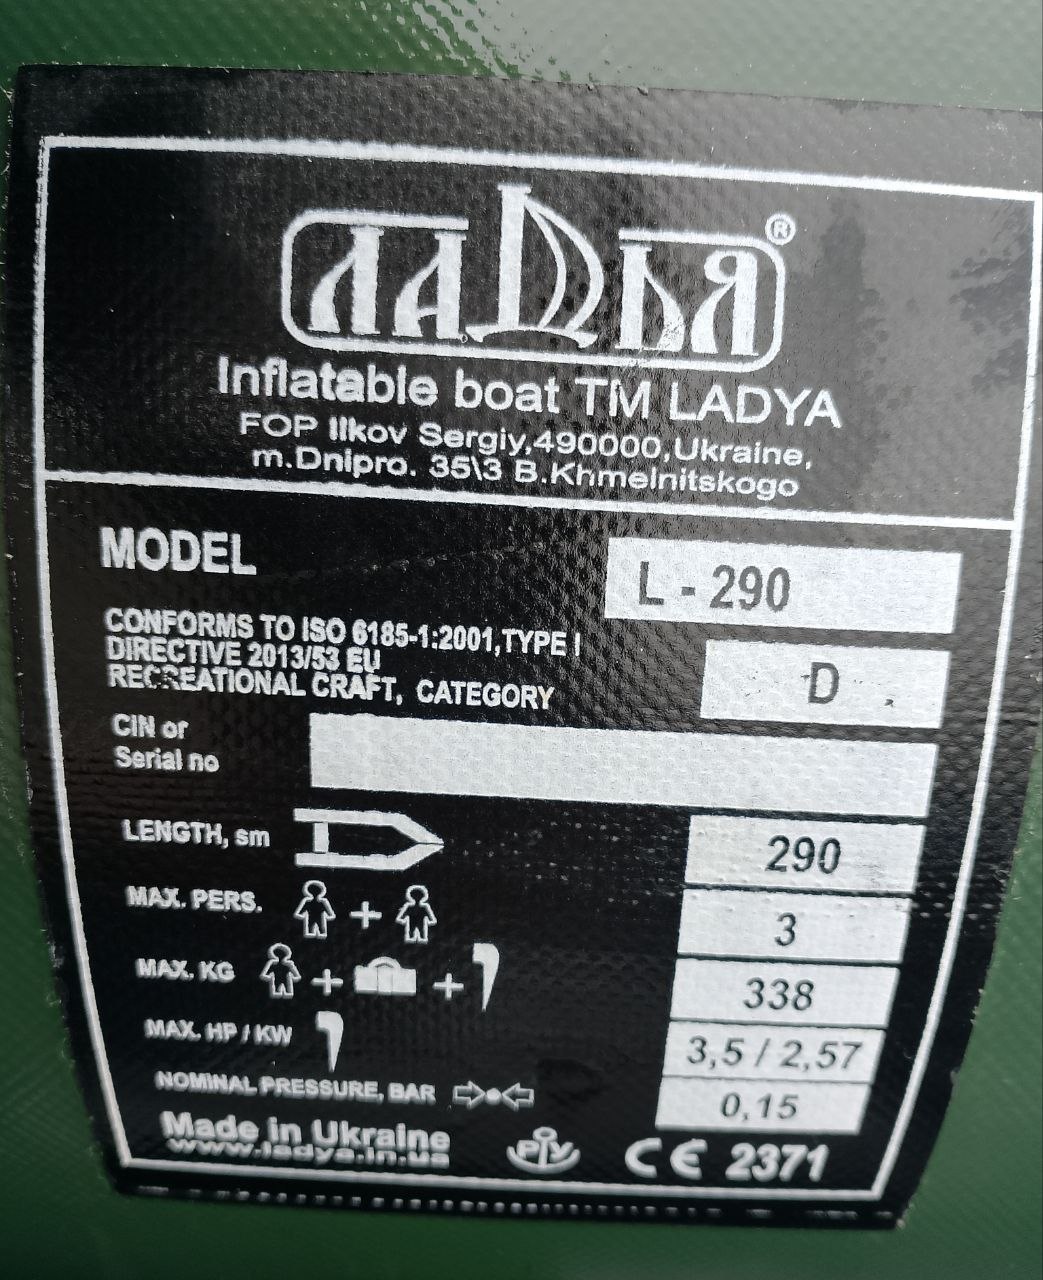 ЛАДЬЯ®
Inflatable boat TM LADYA
FOP Ilkov Sergiy,490000,Ukraine,
m.Dnipro. 35\3 B.Khmelnitskogo
MODEL L - 290
CONFORMS TO ISO 6185-1:2001,TYPE I
DIRECTIVE 2013/53 EU
RECREATIONAL CRAFT, CATEGORY D
CIN or
Serial no
LENGTH, sm 290
MAX. PERS. + 3
MAX. KG + + 338
MAX. HP / KW 3,5 / 2,57
NOMINAL PRESSURE, BAR 0,15
Made in Ukraine
www.ladya.in.ua
РІУ CE 2371